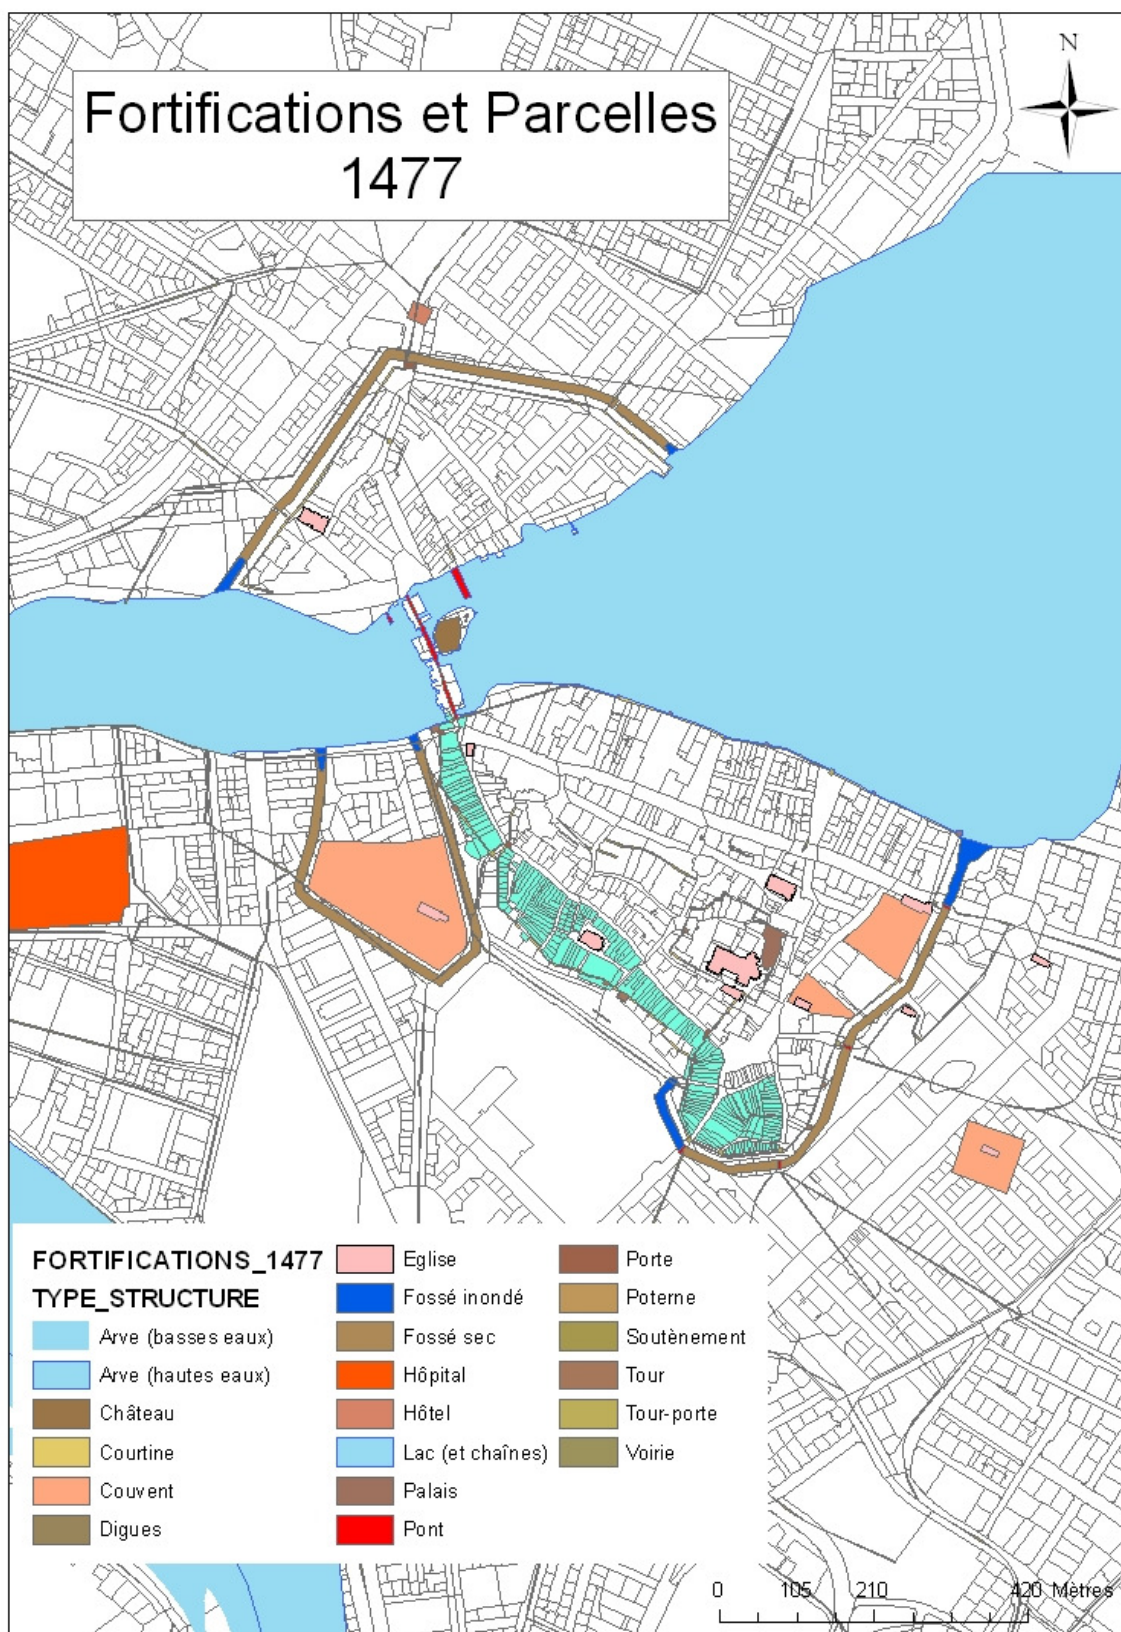 N
Fortifications et Parcelles
1477
FORTIFICATIONS_1477
TYPE_STRUCTURE
Arve (basses eaux)
Arve (hautes eaux)
Château
Courtine
Couvent
Digues
Eglise
Fossé inondé
Fossé sec
Hôpital
Hôtel
Lac (et chaînes)
Palais
Pont
Porte
Poterne
Soutènement
Tour
Tour-porte
Voirie
0 105 210 420 Mètres